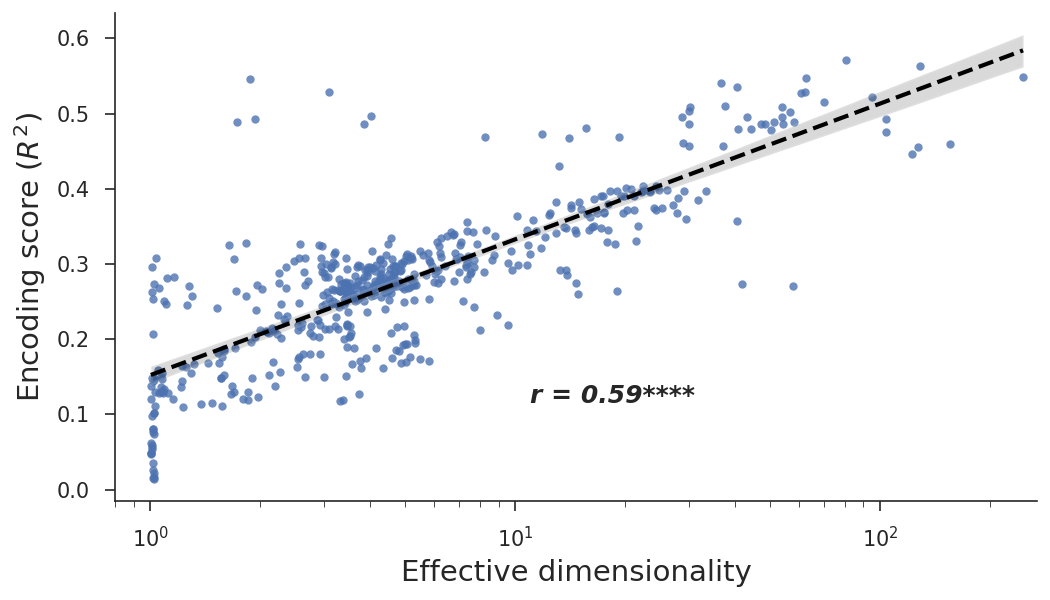 0.6
0.5
0.4
0.3
0.2
0.1
0.0
Encoding score (R²)
r = 0.59****
10⁰ 10¹ 10²
Effective dimensionality